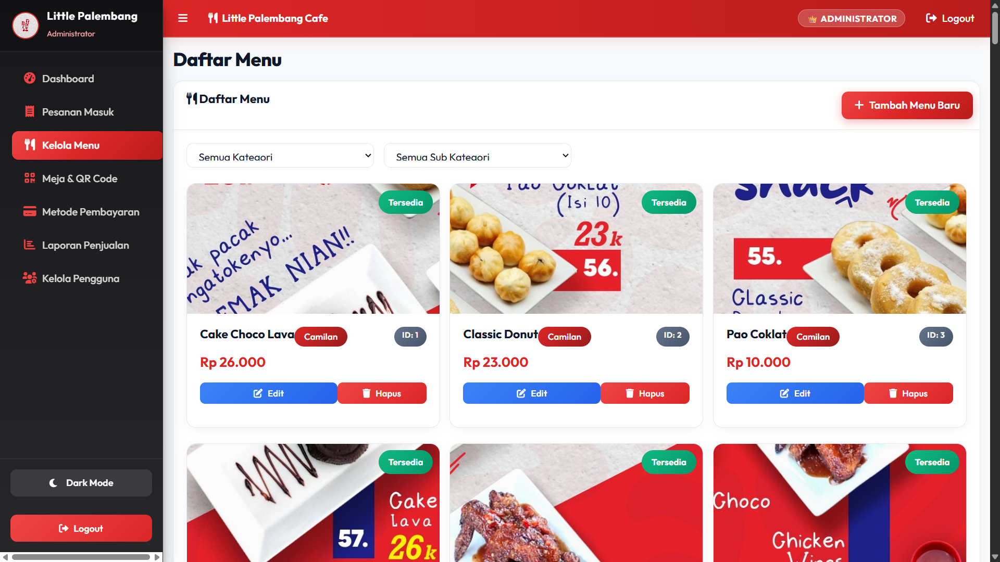 Little Palembang
Administrator
Dashboard
Pesanan Masuk
Kelola Menu
Meja & QR Code
Metode Pembayaran
Laporan Penjualan
Kelola Pengguna
Dark Mode
Logout
Little Palembang Cafe
ADMINISTRATOR
Logout
Daftar Menu
Daftar Menu
Tambah Menu Baru
Semua Kategori
Semua Sub Kategori
pacak
ngatokenyo...
NIAN!!
Tersedia
Cake Choco Lava
Camilan
ID: 1
Rp 26.000
Edit
Hapus
Pao Coklat
(Isi 10)
23k
56.
Tersedia
Classic Donut
Camilan
ID: 2
Rp 23.000
Edit
Hapus
snack
55.
Classic
Tersedia
Pao Coklat
Camilan
ID: 3
Rp 10.000
Edit
Hapus
Tersedia
Cake
lava
57.
26k
Tersedia
Tersedia
Choco
Chicken
Wings